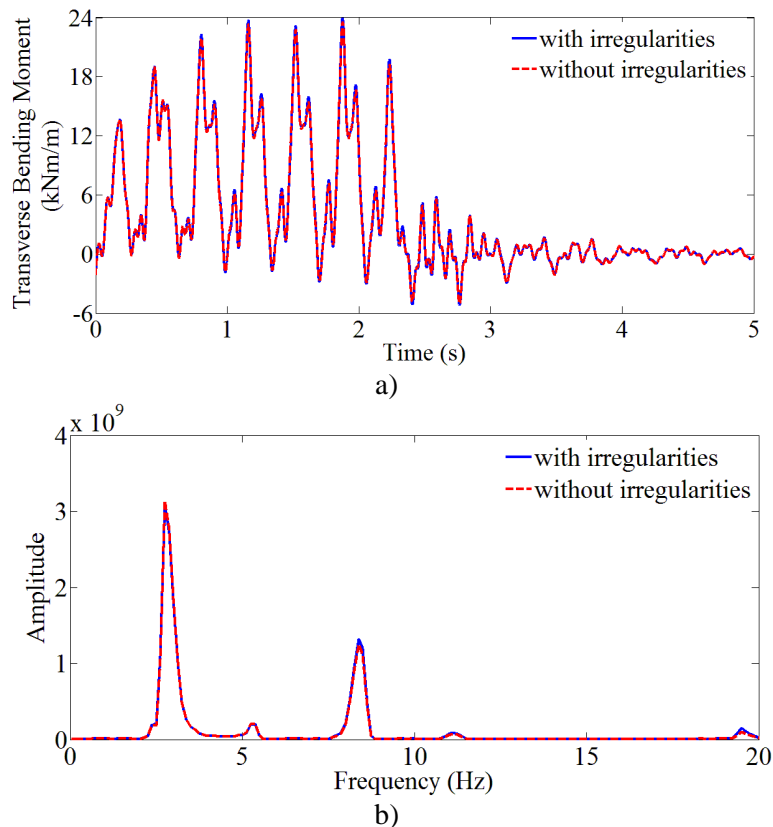 24
18
12
6
0
-6
Transverse Bending Moment
(kNm/m)
with irregularities
without irregularities
0 1 2 3 4 5
Time (s)
a)
x 10^9
4
3
2
1
0
Amplitude
with irregularities
without irregularities
0 5 10 15 20
Frequency (Hz)
b)